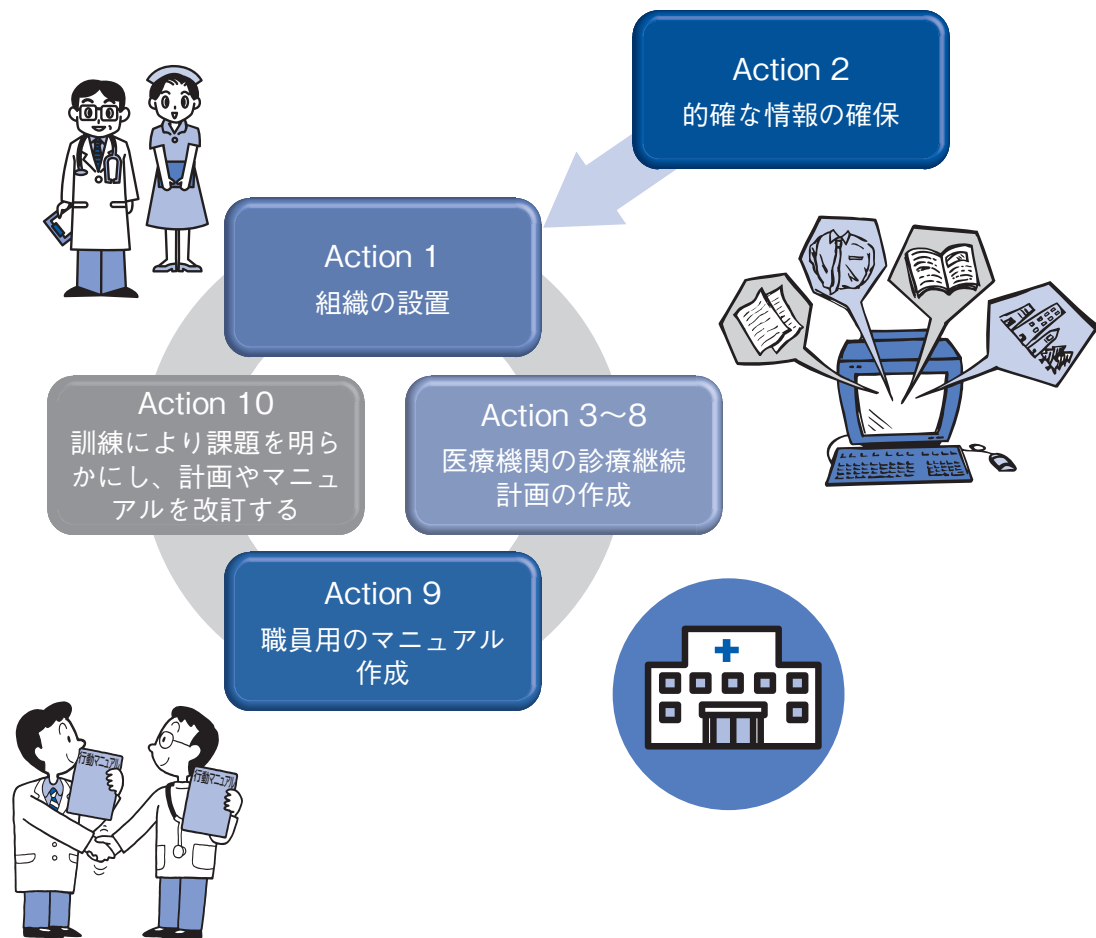 Action 2
的確な情報の確保
Action 1
組織の設置
Action 10
訓練により課題を明ら
かにし、計画やマニュ
アルを改訂する
Action 3～8
医療機関の診療継続
計画の作成
Action 9
職員用のマニュアル
作成
行動マニュアル
行動マニュアル